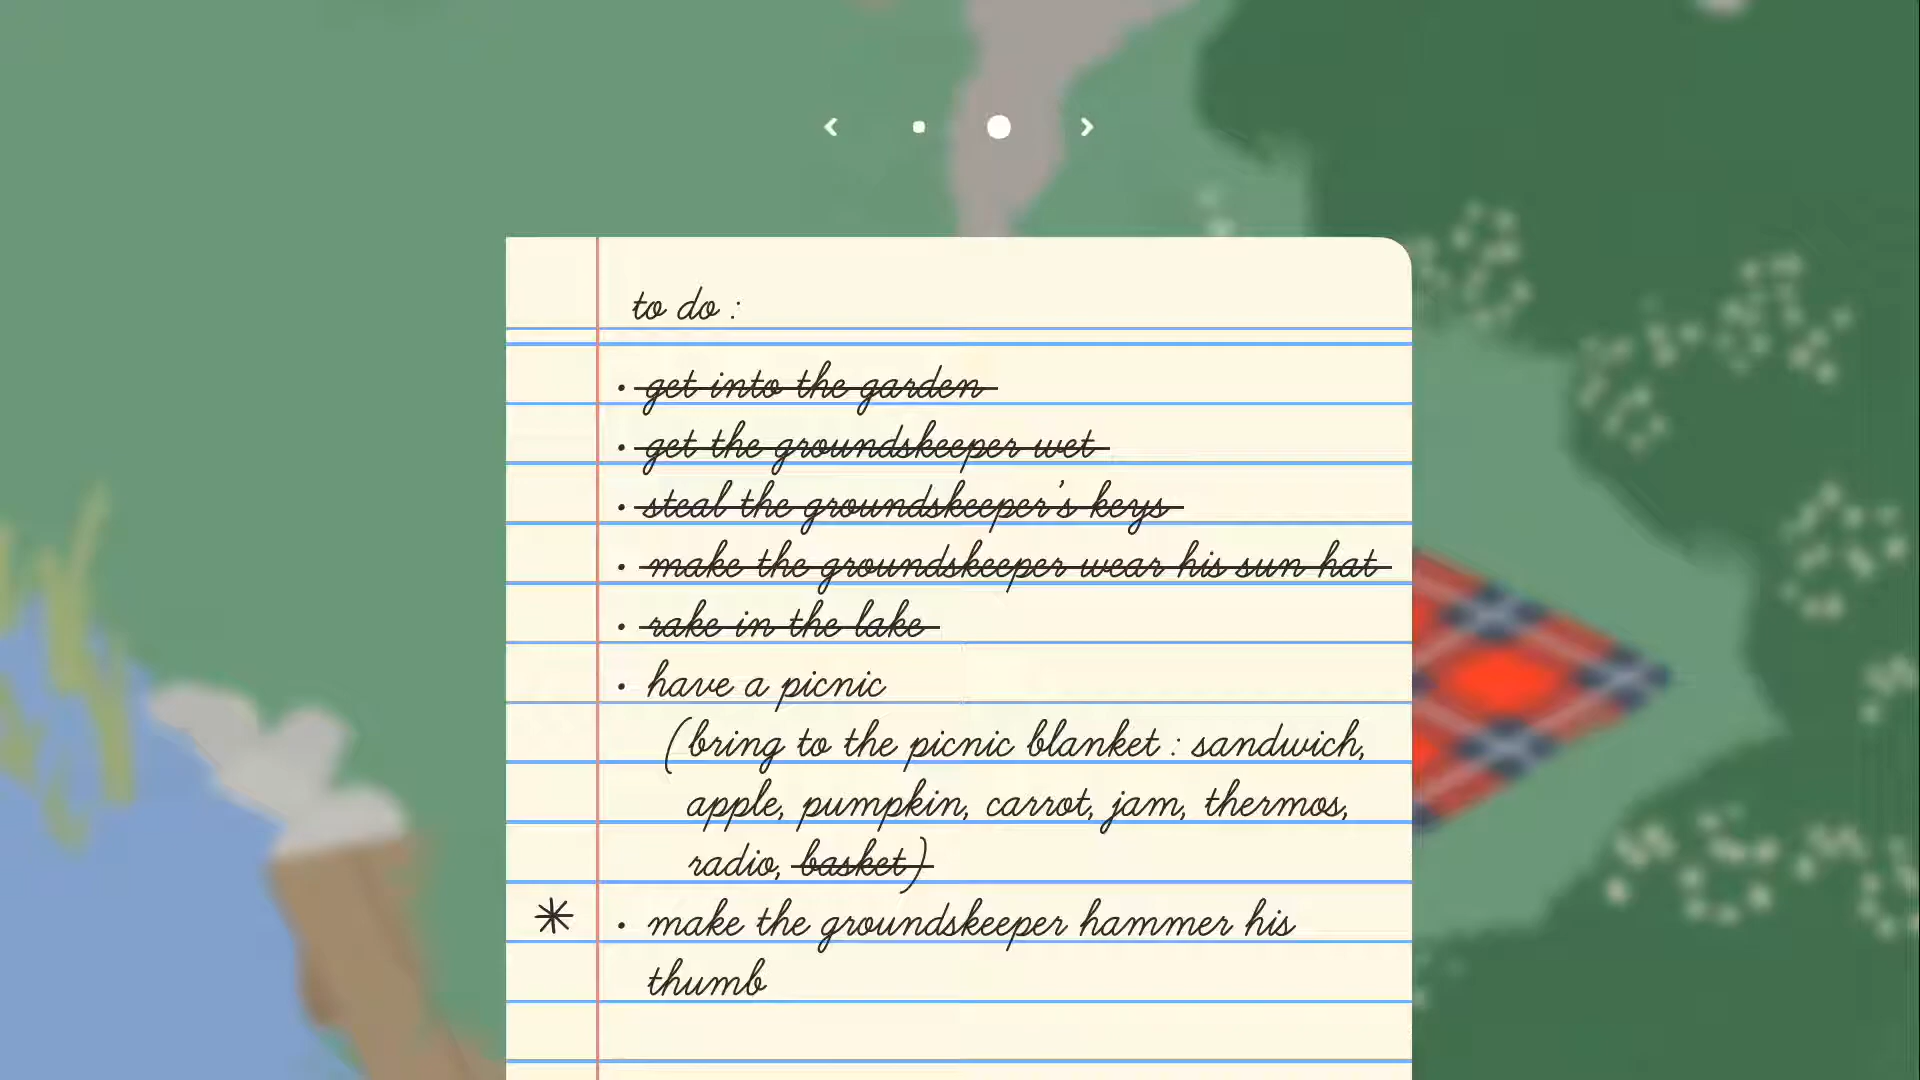 to do :
• get into the garden
• get the groundskeeper wet
• steal the groundskeeper's keys
• make the groundskeeper wear his sun hat
• rake in the lake
• have a picnic
(bring to the picnic blanket : sandwich,
apple, pumpkin, carrot, jam, thermos,
radio, basket)
• make the groundskeeper hammer his
thumb